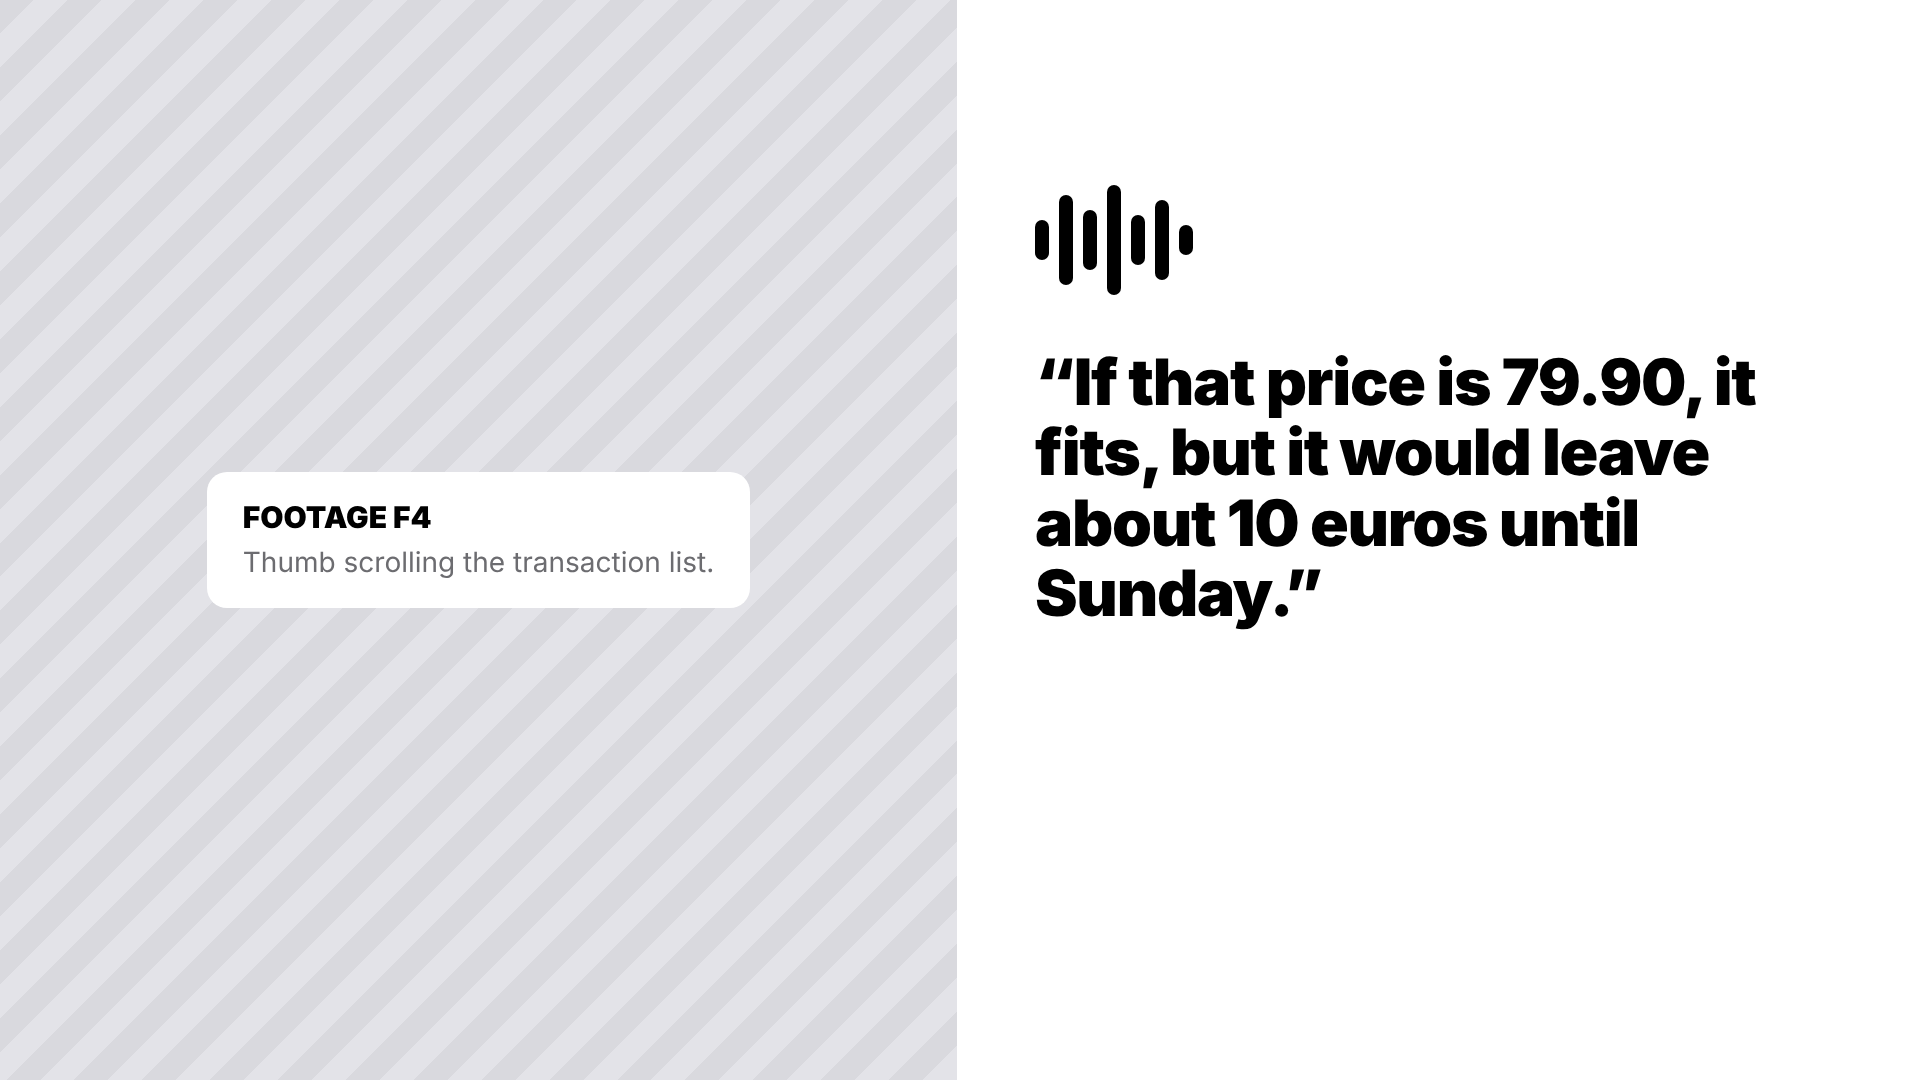 FOOTAGE F4
Thumb scrolling the transaction list.
“If that price is 79.90, it
fits, but it would leave
about 10 euros until
Sunday.”